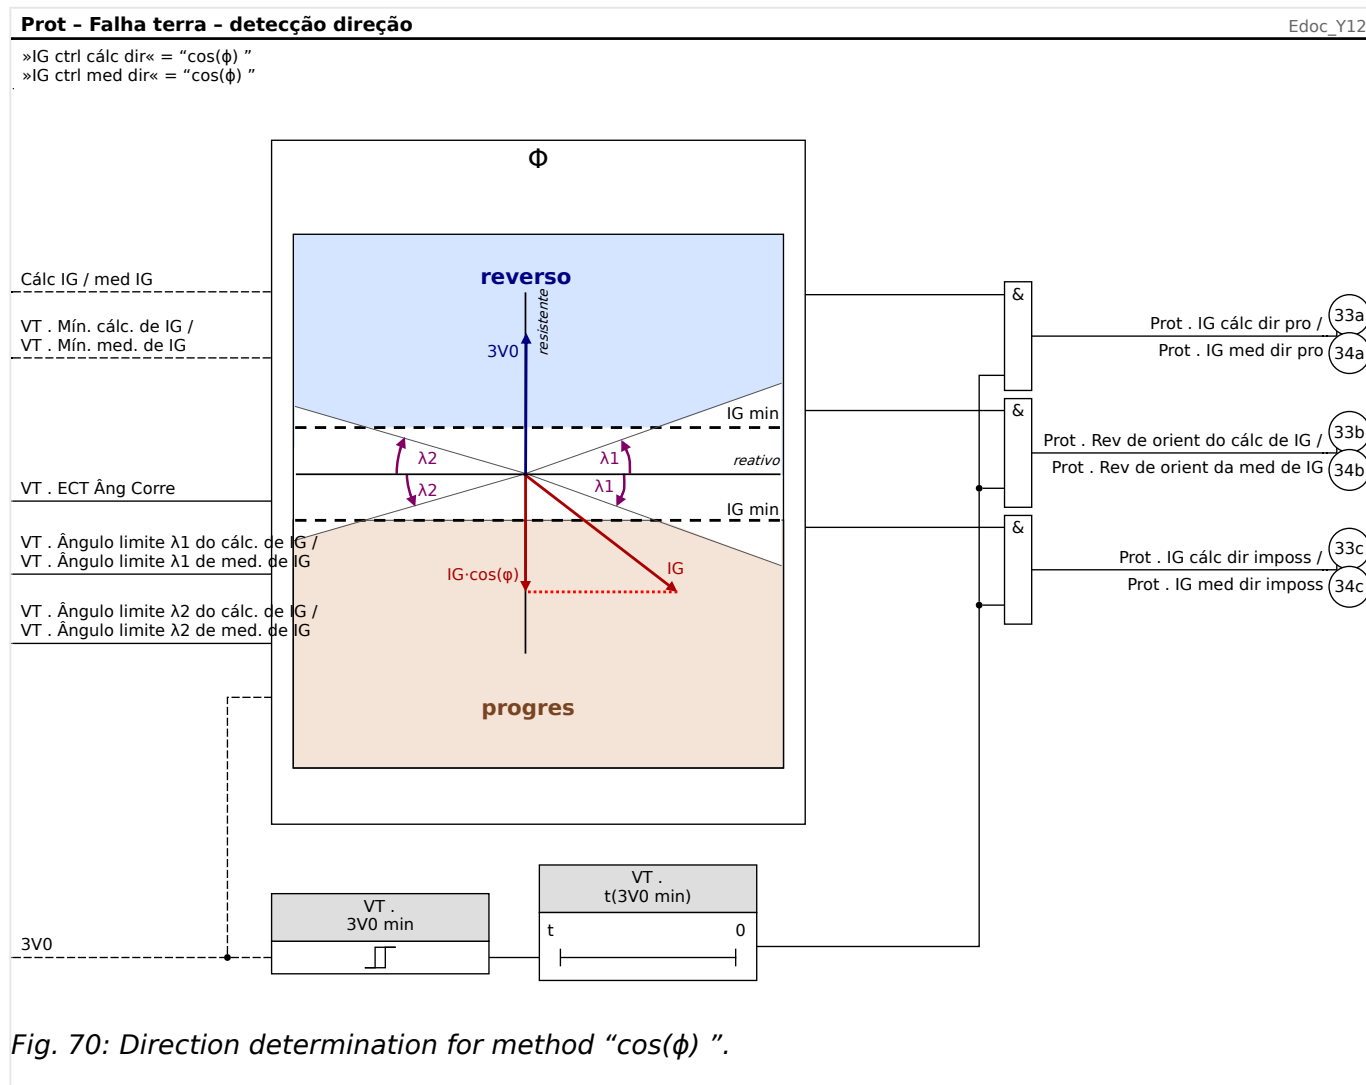 Prot – Falha terra – detecção direção
Edoc_Y12
»IG ctrl cálc dir« = “cos(ϕ) ”
»IG ctrl med dir« = “cos(ϕ) ”
Φ
Cálc IG / med IG
VT . Mín. cálc. de IG /
VT . Mín. med. de IG
VT . ECT Âng Corre
VT . Ângulo limite λ1 do cálc. de IG /
VT . Ângulo limite λ1 de med. de IG
VT . Ângulo limite λ2 do cálc. de IG /
VT . Ângulo limite λ2 de med. de IG
3V0
reverso
resistente
3V0
IG min
reativo
λ2
λ1
λ2
λ1
IG min
IG·cos(φ)
IG
progres
VT .
3V0 min
VT .
t(3V0 min)
t
0
&
Prot . IG cálc dir pro /
33a
Prot . IG med dir pro
34a
&
Prot . Rev de orient do cálc de IG /
33b
Prot . Rev de orient da med de IG
34b
&
Prot . IG cálc dir imposs /
33c
Prot . IG med dir imposs
34c
Fig. 70: Direction determination for method “cos(ϕ) ”.